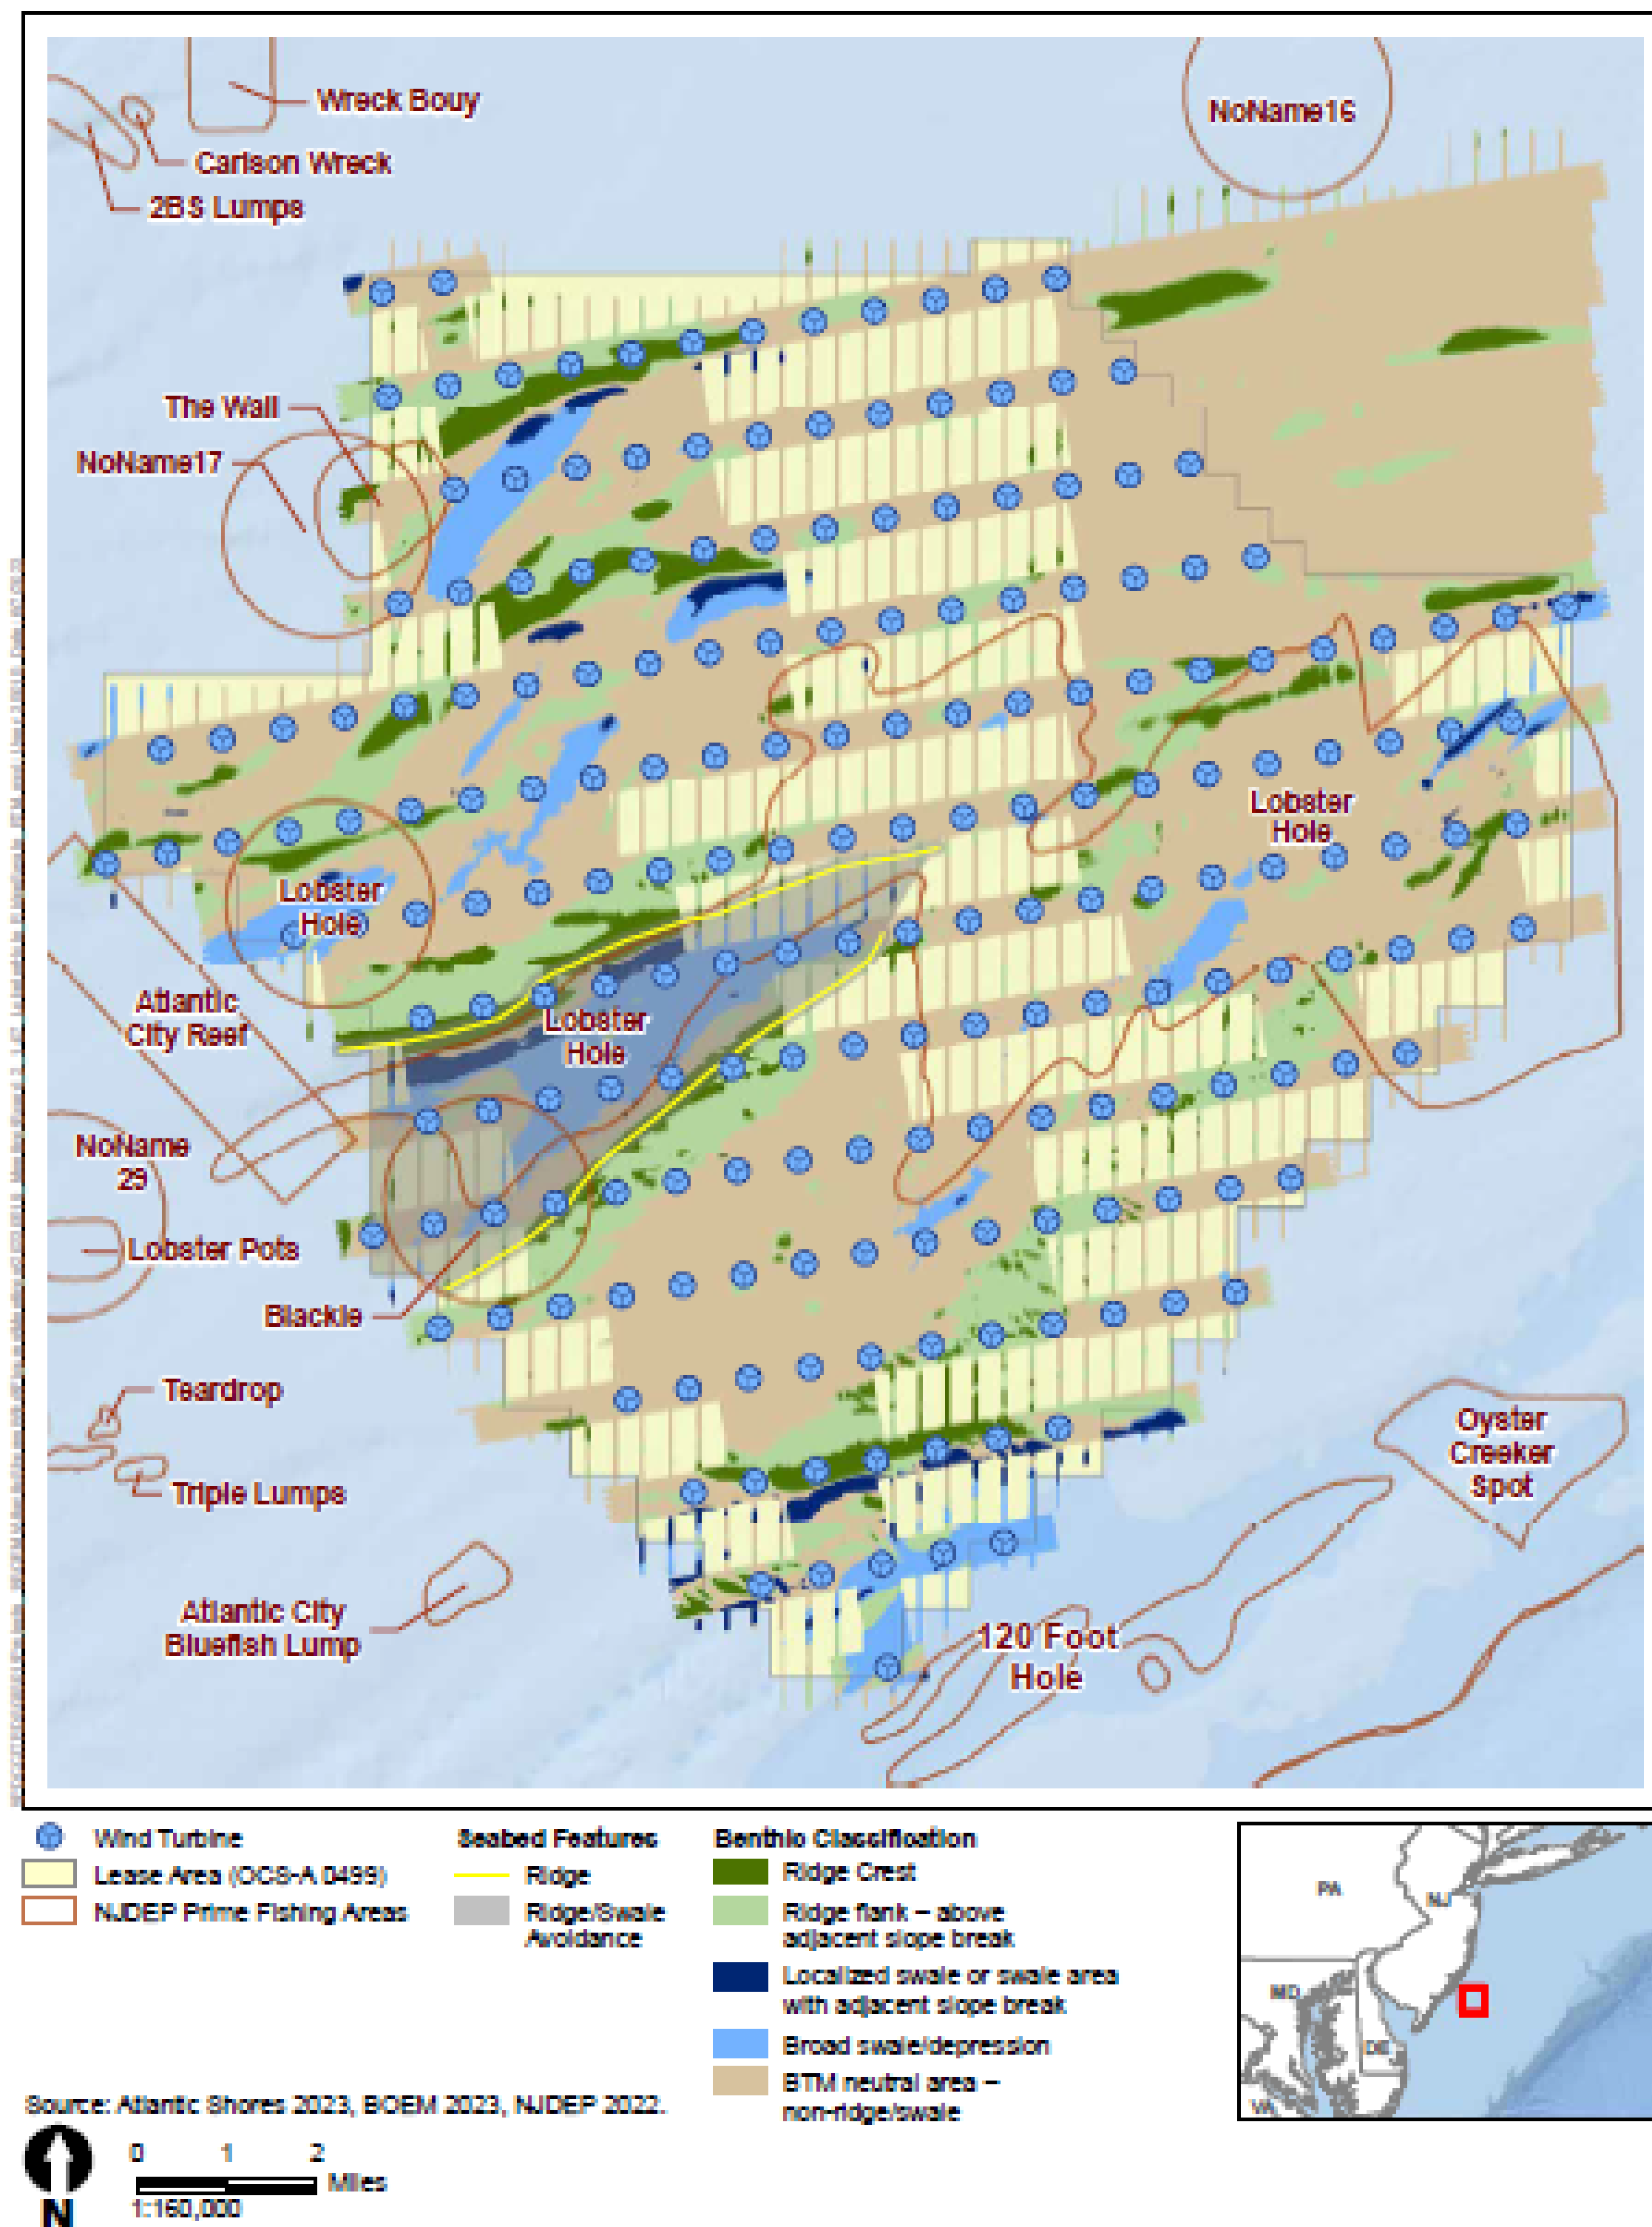 Wreck Bouy
NoName16
Carlson Wreck
2BS Lumps
The Wall
NoName17
Lobster
Hole
Lobster
Hole
Atlantic
City Reef
Lobster
Hole
NoName
29
Lobster Pots
Blackie
Teardrop
Oyster
Creeker
Spot
Triple Lumps
Atlantic City
Bluefish Lump
120 Foot
Hole
Wind Turbine
Lease Area (OCS-A 0499)
NJDEP Prime Fishing Areas
Seabed Features
Ridge
Ridge/Swale
Avoidance
Benthic Classification
Ridge Crest
Ridge flank – above
adjacent slope break
Localized swale or swale area
with adjacent slope break
Broad swale/depression
BTM neutral area –
non-ridge/swale
PA
NJ
MD
DE
VA
Source: Atlantic Shores 2023, BOEM 2023, NJDEP 2022.
0 1 2
Miles
1:160,000
N